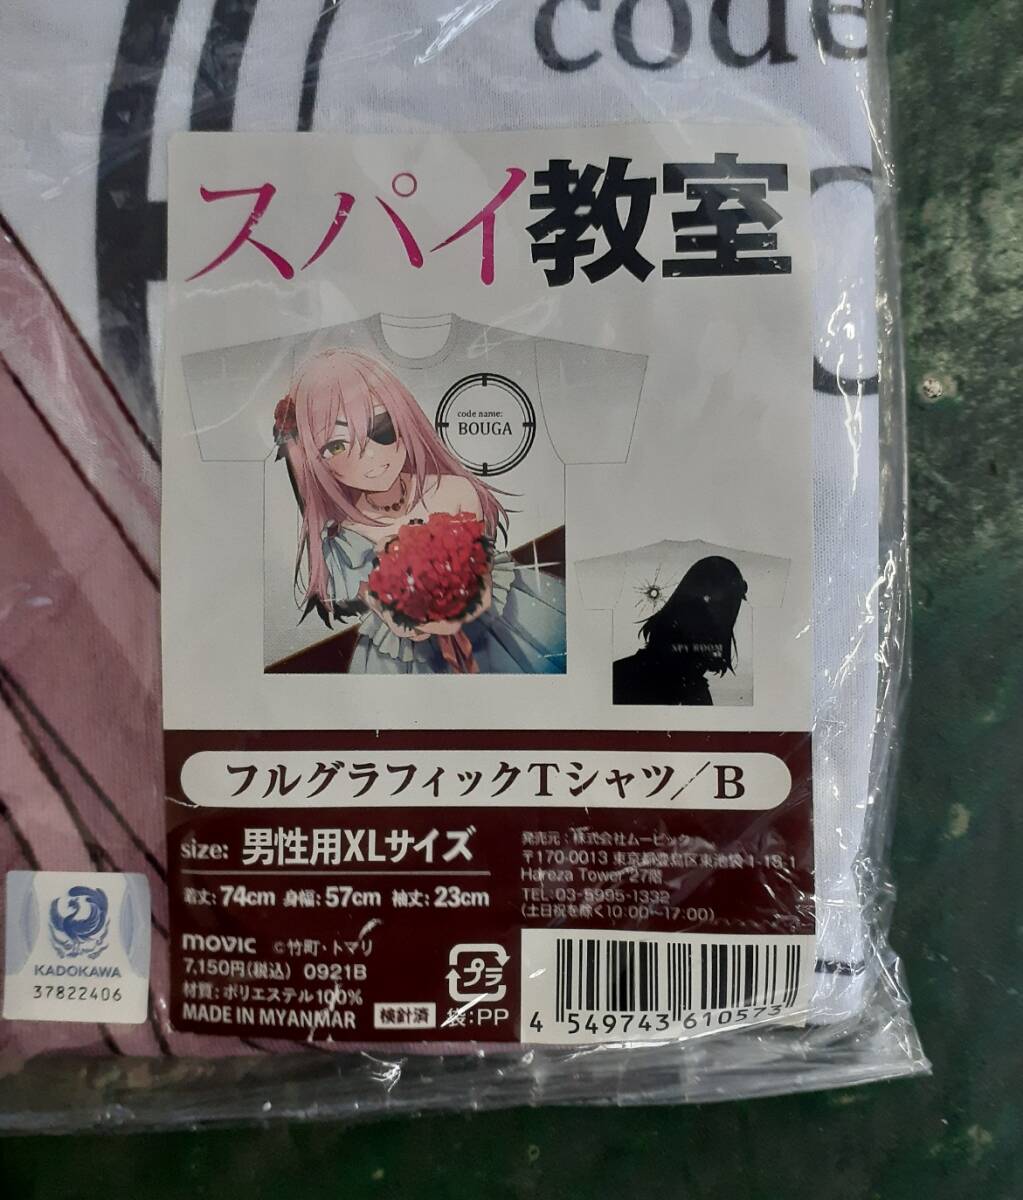 code
スパイ教室
code name:
BOUGA
SPY ROOM
フルグラフィックTシャツ/B
size: 男性用XLサイズ
着丈:74cm 身幅:57cm 袖丈:23cm
発売元:株式会社ムービック
〒170-0013 東京都豊島区東池袋 1-18-1
Hareza Tower 27階
TEL:03-5995-1332
(土日祝を除く10:00〜17:00)
movic ©竹町・トマリ
7,150円(税込) 0921B
材質:ポリエステル100%
MADE IN MYANMAR
検針済
プラ
袋:PP
4 549743 610573
KADOKAWA
37822406